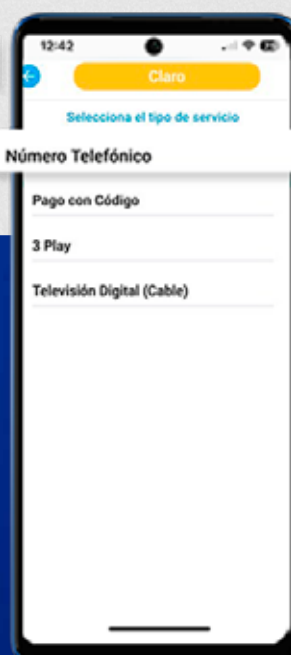 12:42
Claro
Selecciona el tipo de servicio
Número Telefónico
Pago con Código
3 Play
Televisión Digital (Cable)